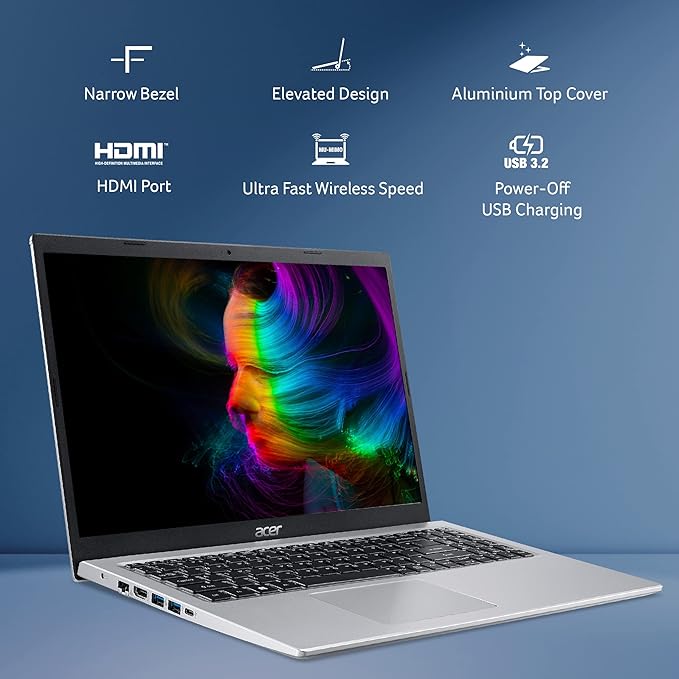 Narrow Bezel
Elevated Design
Aluminium Top Cover
HDMI™
HIGH-DEFINITION MULTIMEDIA INTERFACE
HDMI Port
MU-MIMO
Ultra Fast Wireless Speed
USB 3.2
Power-Off
USB Charging
acer